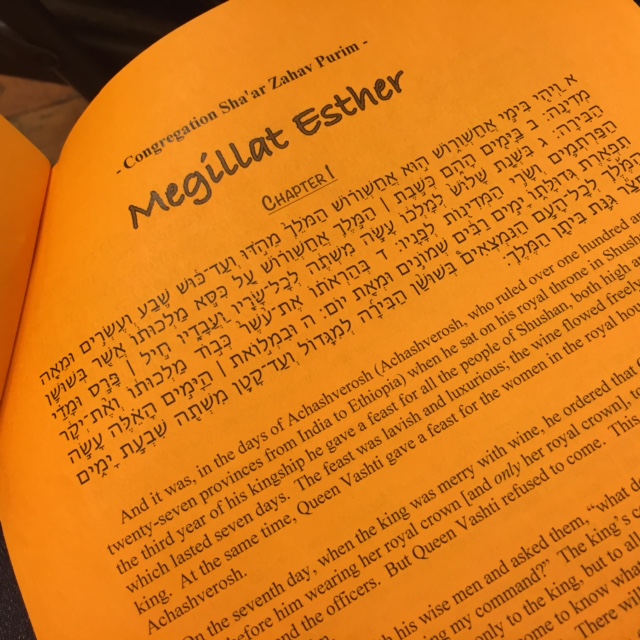 - Congregation Sha'ar Zahav Purim -
Megillat Esther
CHAPTER 1
א וַיְהִי בִּימֵי אֲחַשְׁוֵרוֹשׁ הוּא אֲחַשְׁוֵרוֹשׁ הַמֹּלֵךְ מֵהֹדּוּ וְעַד־כּוּשׁ שֶׁבַע וְעֶשְׂרִים וּמֵאָה
מְדִינָה: ב בַּיָּמִים הָהֵם כְּשֶׁבֶת | הַמֶּלֶךְ אֲחַשְׁוֵרוֹשׁ עַל כִּסֵּא מַלְכוּתוֹ אֲשֶׁר בְּשׁוּשַׁן
הַבִּירָה: ג בִּשְׁנַת שָׁלוֹשׁ לְמָלְכוֹ עָשָׂה מִשְׁתֶּה לְכָל־שָׂרָיו וַעֲבָדָיו חֵיל | פָּרַס וּמָדַי
הַפַּרְתְּמִים וְשָׂרֵי הַמְּדִינוֹת לְפָנָיו: ד בְּהַרְאֹתוֹ אֶת־עֹשֶׁר כְּבוֹד מַלְכוּתוֹ וְאֶת־יְקָר
תִּפְאֶרֶת גְּדוּלָּתוֹ יָמִים רַבִּים שְׁמוֹנִים וּמְאַת יוֹם: ה וּבִמְלוֹאת | הַיָּמִים הָאֵלֶּה עָשָׂה
הַמֶּלֶךְ לְכָל־הָעָם הַנִּמְצְאִים בְּשׁוּשַׁן הַבִּירָה לְמִגָּדוֹל וְעַד־קָטָן מִשְׁתֶּה שִׁבְעַת יָמִים
גִּנַּת בִּיתַן הַמֶּלֶךְ:
And it was, in the days of Achashverosh (Achashverosh, who ruled over one hundred
twenty-seven provinces from India to Ethiopia) when he sat on his royal throne in Shushan
the third year of his kingship he gave a feast for all the people of Shushan, both high
which lasted seven days. The feast was lavish and luxurious; the wine flowed freely
king. At the same time, Queen Vashti gave a feast for the women in the royal
Achashverosh.
On the seventh day, when the king was merry with wine, he ordered that
before him wearing her royal crown [and only her royal crown],
and the officers. But Queen Vashti refused to come. This
his wise men and asked them, “what
my command?” The king's
only to the king, but to all
come to know what
There